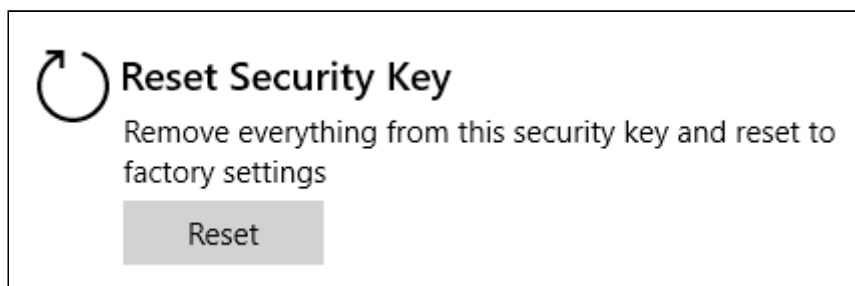 Reset Security Key
Remove everything from this security key and reset to
factory settings
Reset